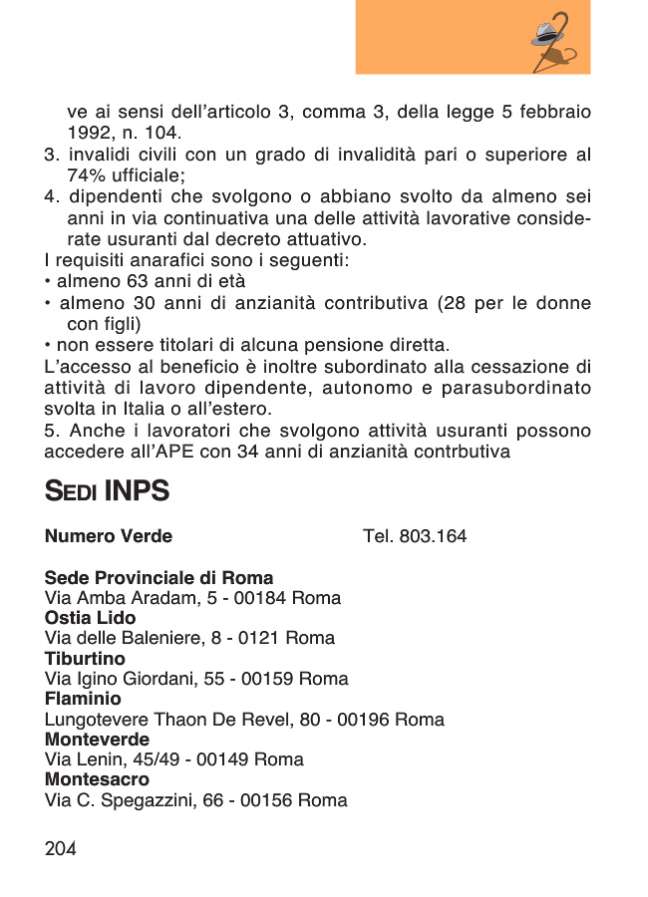 ve ai sensi dell'articolo 3, comma 3, della legge 5 febbraio
1992, n. 104.
3. invalidi civili con un grado di invalidità pari o superiore al
74% ufficiale;
4. dipendenti che svolgono o abbiano svolto da almeno sei
anni in via continuativa una delle attività lavorative conside-
rate usuranti dal decreto attuativo.
I requisiti anarafici sono i seguenti:
• almeno 63 anni di età
• almeno 30 anni di anzianità contributiva (28 per le donne
con figli)
• non essere titolari di alcuna pensione diretta.
L'accesso al beneficio è inoltre subordinato alla cessazione di
attività di lavoro dipendente, autonomo e parasubordinato
svolta in Italia o all'estero.
5. Anche i lavoratori che svolgono attività usuranti possono
accedere all'APE con 34 anni di anzianità contrbutiva
SEDI INPS
Numero Verde Tel. 803.164
Sede Provinciale di Roma
Via Amba Aradam, 5 - 00184 Roma
Ostia Lido
Via delle Baleniere, 8 - 0121 Roma
Tiburtino
Via Igino Giordani, 55 - 00159 Roma
Flaminio
Lungotevere Thaon De Revel, 80 - 00196 Roma
Monteverde
Via Lenin, 45/49 - 00149 Roma
Montesacro
Via C. Spegazzini, 66 - 00156 Roma
204